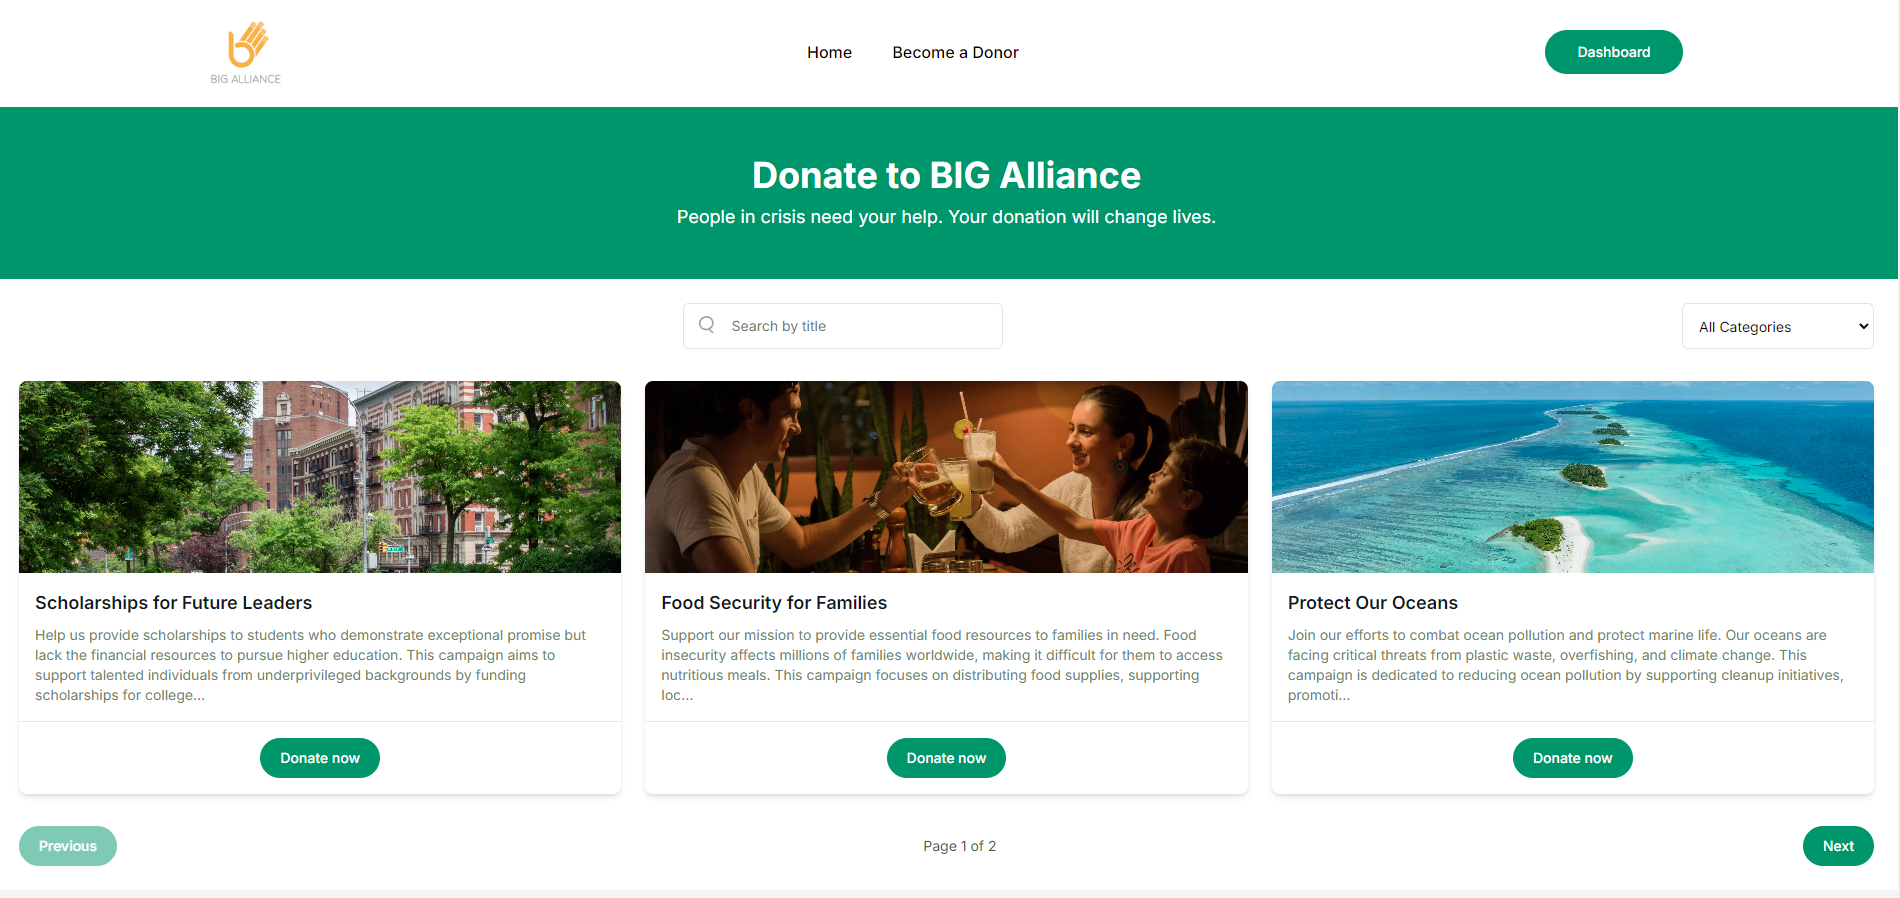 BIG ALLIANCE
Home
Become a Donor
Dashboard
Donate to BIG Alliance
People in crisis need your help. Your donation will change lives.
Search by title
All Categories
Scholarships for Future Leaders
Help us provide scholarships to students who demonstrate exceptional promise but
lack the financial resources to pursue higher education. This campaign aims to
support talented individuals from underprivileged backgrounds by funding
scholarships for college...
Donate now
Food Security for Families
Support our mission to provide essential food resources to families in need. Food
insecurity affects millions of families worldwide, making it difficult for them to access
nutritious meals. This campaign focuses on distributing food supplies, supporting
loc...
Donate now
Protect Our Oceans
Join our efforts to combat ocean pollution and protect marine life. Our oceans are
facing critical threats from plastic waste, overfishing, and climate change. This
campaign is dedicated to reducing ocean pollution by supporting cleanup initiatives,
promoti...
Donate now
Previous
Page 1 of 2
Next